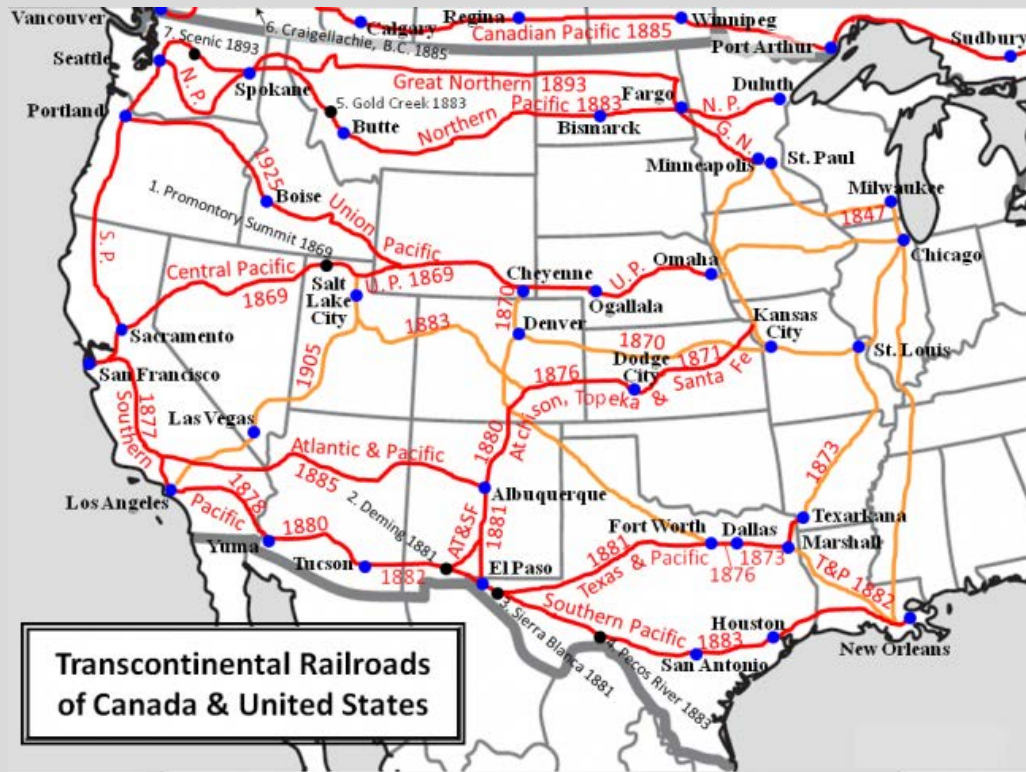 Vancouver
Calgary
Regina
Winnipeg
Canadian Pacific 1885
6. Craigellachie, B.C. 1885
Port Arthur
Sudbury
7. Scenic 1893
Seattle
N. P.
Spokane
Great Northern 1893
Fargo
N. P.
Duluth
5. Gold Creek 1883
Butte
Northern Pacific 1883
Bismarck
G. N.
Portland
Minneapolis
St. Paul
1925
Boise
Milwaukee
1847
Chicago
1. Promontory Summit 1869
Union Pacific
S. P.
Central Pacific
1869
Salt
Lake
City
U. P. 1869
Cheyenne
Ogallala
U. P.
Omaha
1870
Denver
1883
1870
Kansas
City
St. Louis
Sacramento
San Francisco
1905
Dodge
City
1871
1876
Atchison, Topeka & Santa Fe
Las Vegas
1877
Southern Pacific
Atlantic & Pacific
1885
1880
1873
Los Angeles
1878
Albuquerque
2. Deming 1881
AT&SF
1881
Yuma
1880
Tucson
1882
El Paso
1881
Texas & Pacific
Fort Worth
Dallas
1876
1873
Texarkana
Marshall
T&P 1882
3. Sierra Blanca 1881
Southern Pacific 1883
4. Pecos River 1883
San Antonio
Houston
New Orleans
Transcontinental Railroads
of Canada & United States